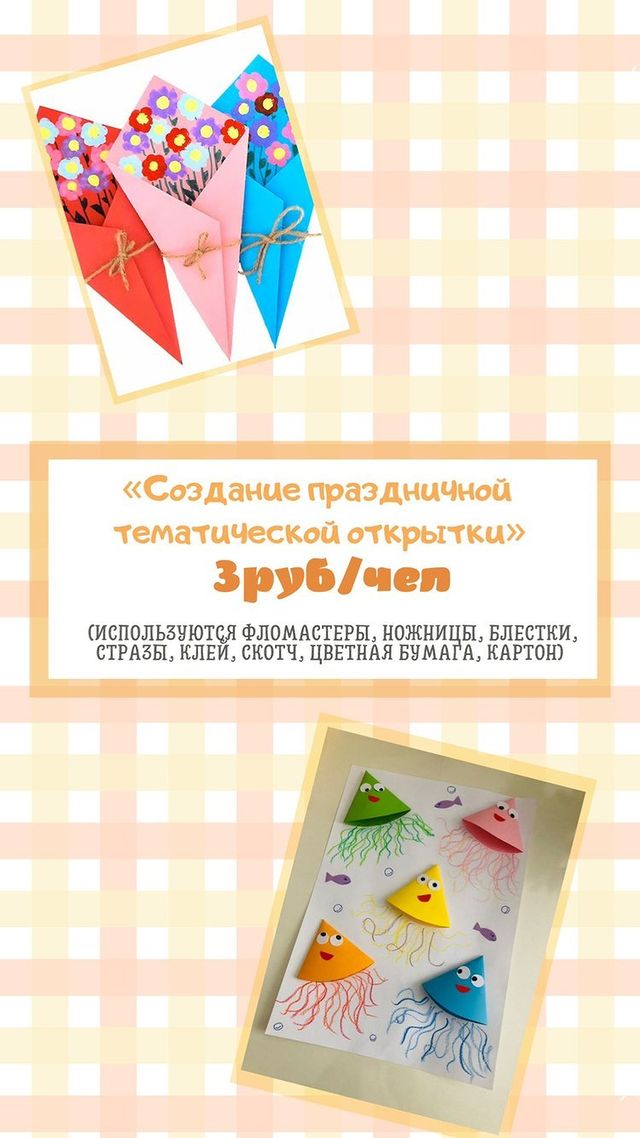 «Создание праздничной
тематической открытки»
3руб/чел
(ИСПОЛЬЗУЮТСЯ ФЛОМАСТЕРЫ, НОЖНИЦЫ, БЛЕСТКИ,
СТРАЗЫ, КЛЕЙ, СКОТЧ, ЦВЕТНАЯ БУМАГА, КАРТОН)